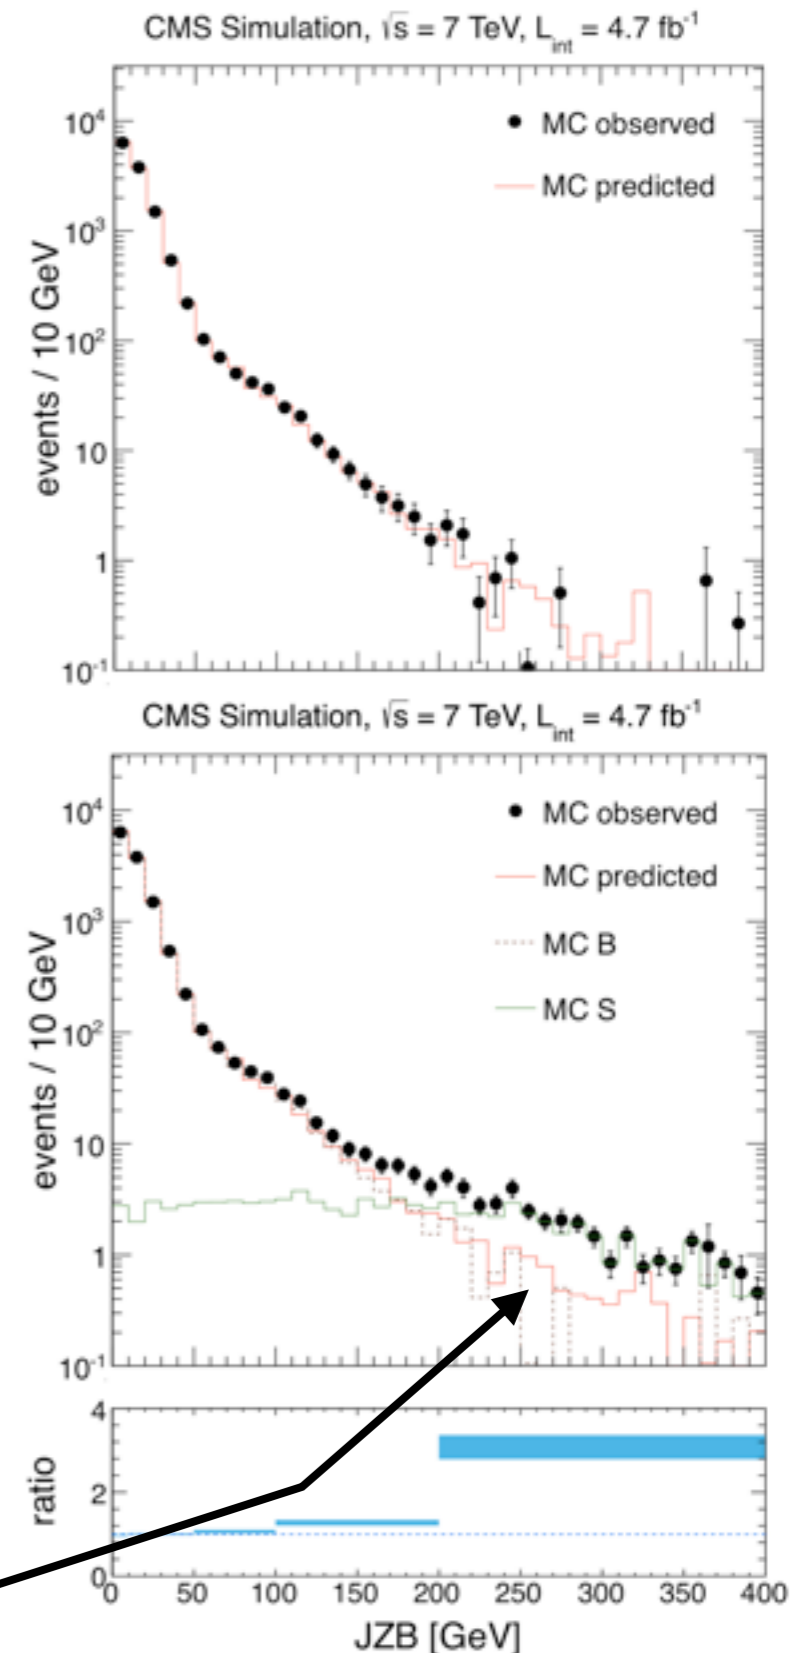 CMS Simulation, √s = 7 TeV, L_int = 4.7 fb⁻¹
MC observed
MC predicted
events / 10 GeV
10⁴
10³
10²
10
1
10⁻¹
CMS Simulation, √s = 7 TeV, L_int = 4.7 fb⁻¹
MC observed
MC predicted
MC B
MC S
events / 10 GeV
10⁴
10³
10²
10
1
10⁻¹
ratio
4
2
0
0 50 100 150 200 250 300 350 400
JZB [GeV]